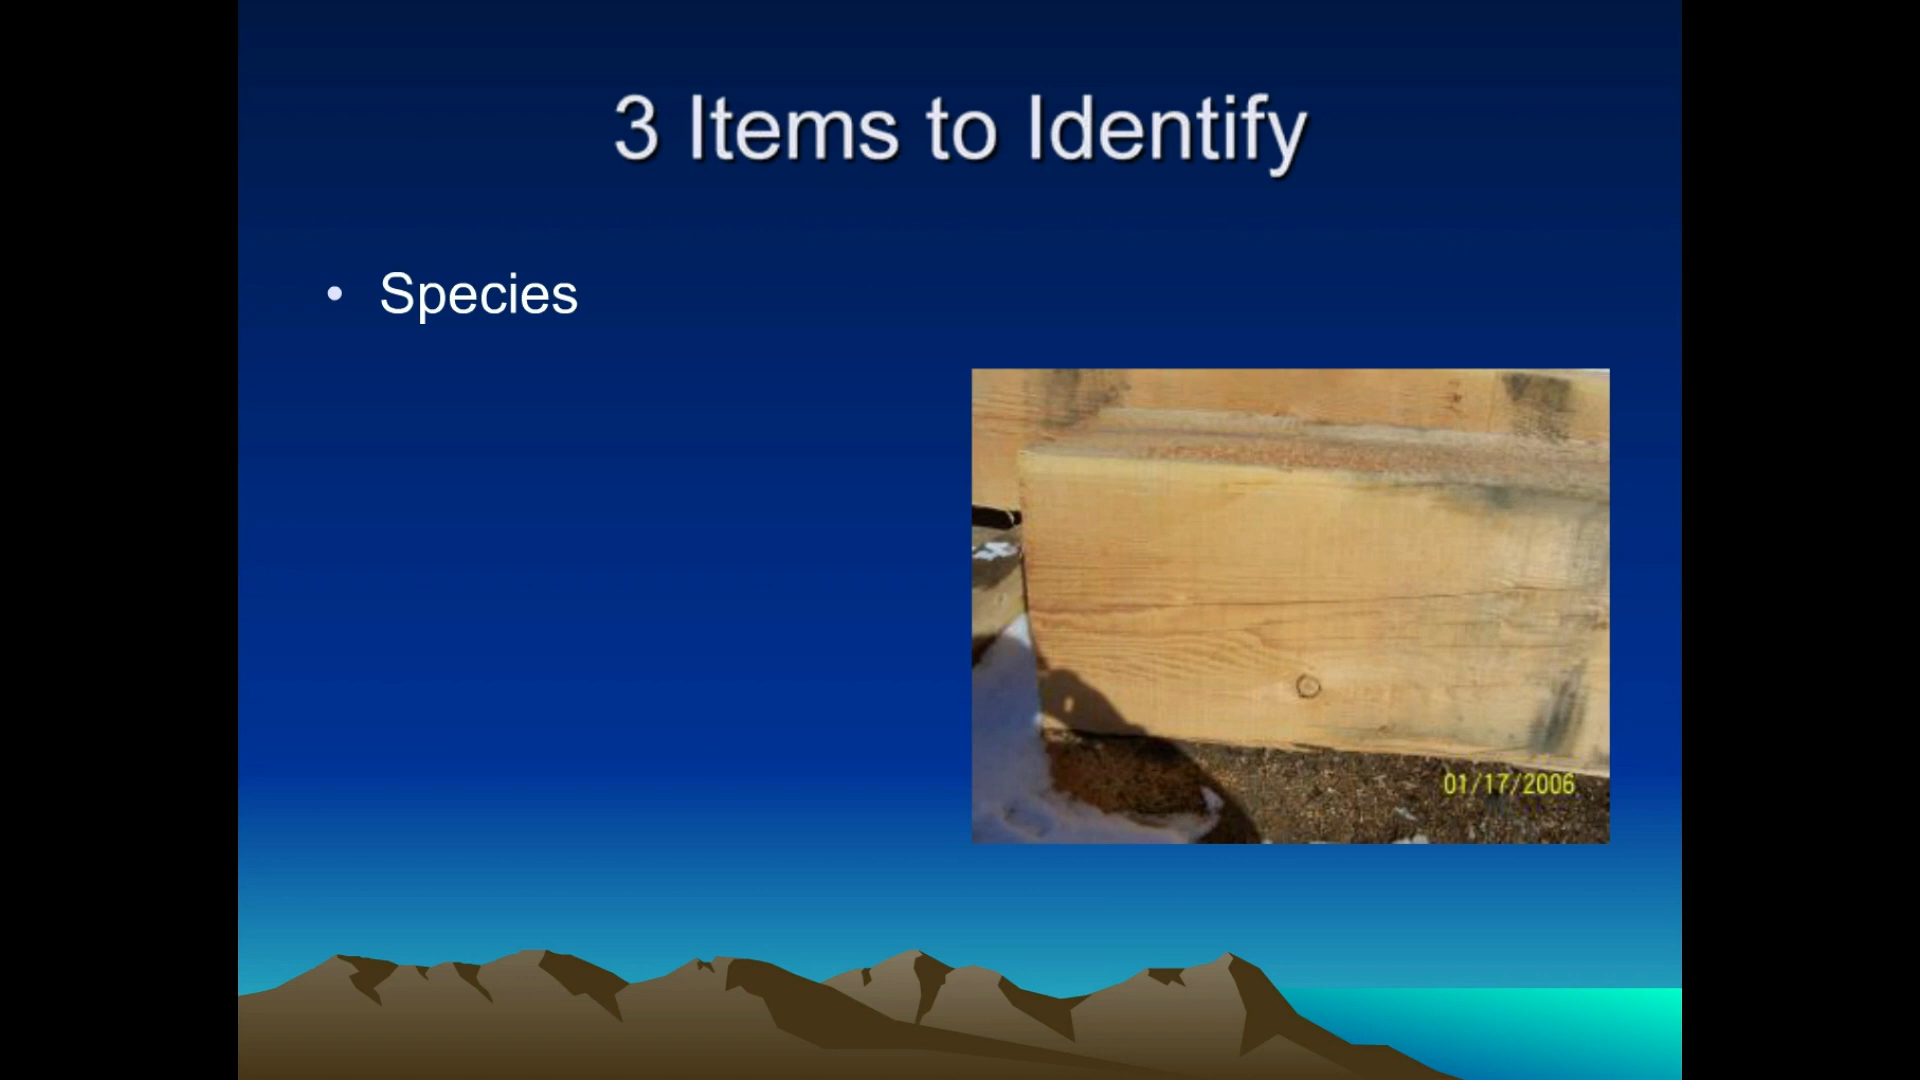 3 Items to Identify
• Species
01/17/2006